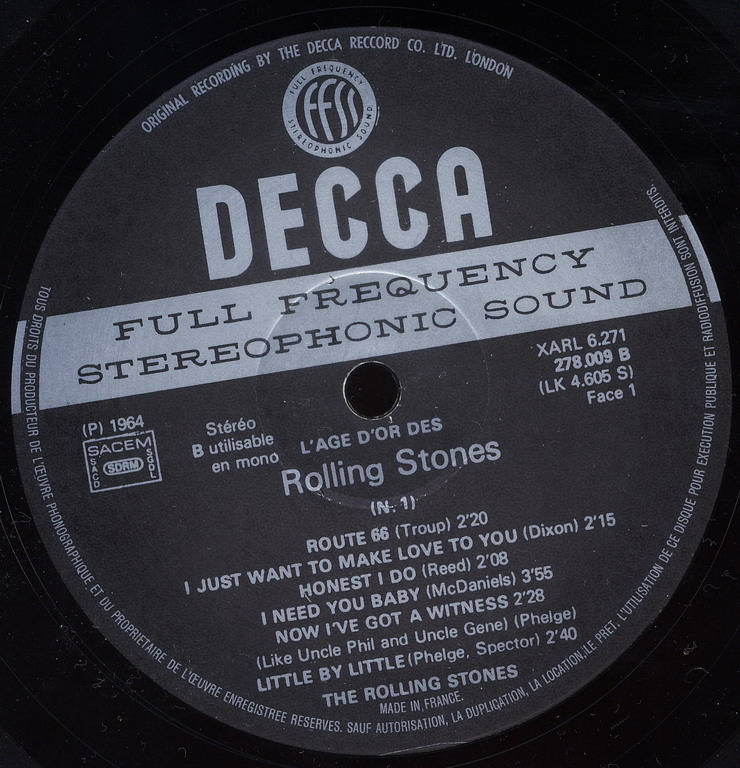 ORIGINAL RECORDING BY THE DECCA RECCORD CO. LTD. LONDON
FULL FREQUENCY
FFSS
STEREOPHONIC SOUND
DECCA
FULL FREQUENCY
STEREOPHONIC SOUND
XARL 6.271
278.009 B
(LK 4.605 S)
Face 1
(P) 1964
SACEM
SACD
SDRM
SGDL
Stéréo
B utilisable
en mono
L'AGE D'OR DES
Rolling Stones
(N. 1)
ROUTE 66 (Troup) 2'20
I JUST WANT TO MAKE LOVE TO YOU (Dixon) 2'15
HONEST I DO (Reed) 2'08
I NEED YOU BABY (McDaniels) 3'55
NOW I'VE GOT A WITNESS 2'28
(Like Uncle Phil and Uncle Gene) (Phelge)
LITTLE BY LITTLE (Phelge, Spector) 2'40
THE ROLLING STONES
MADE IN FRANCE.
TOUS DROITS DU PRODUCTEUR DE L'ŒUVRE PHONOGRAPHIQUE ET DU PROPRIETAIRE DE L'ŒUVRE ENREGISTREE RESERVES. SAUF AUTORISATION, LA DUPLICATION, LA LOCATION, LE PRET, L'UTILISATION DE CE DISQUE POUR EXECUTION PUBLIQUE ET RADIODIFFUSION SONT INTERDITS.